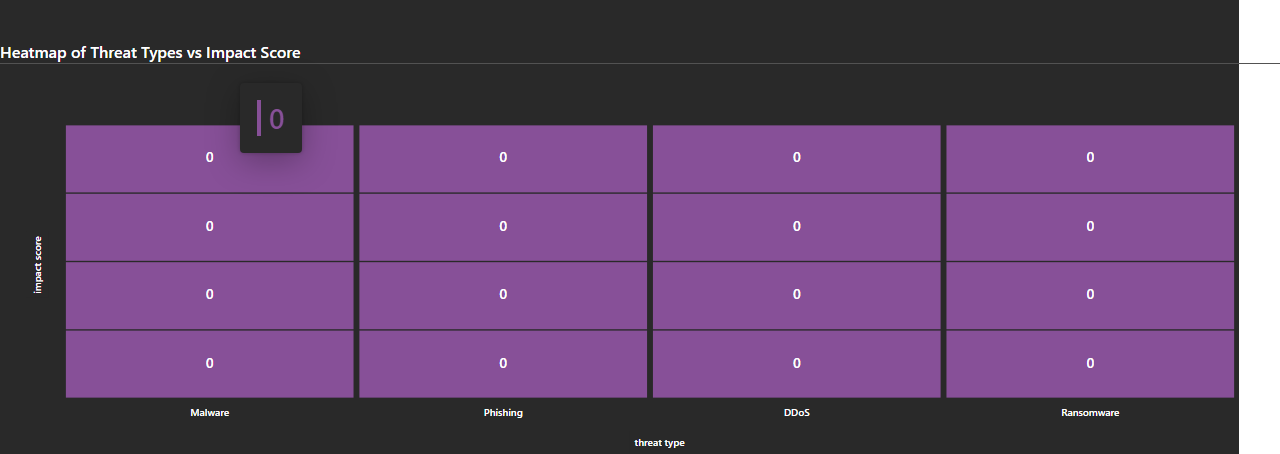 Heatmap of Threat Types vs Impact Score
0
0 0 0 0
0 0 0 0
impact score
0 0 0 0
0 0 0 0
Malware Phishing DDoS Ransomware
threat type